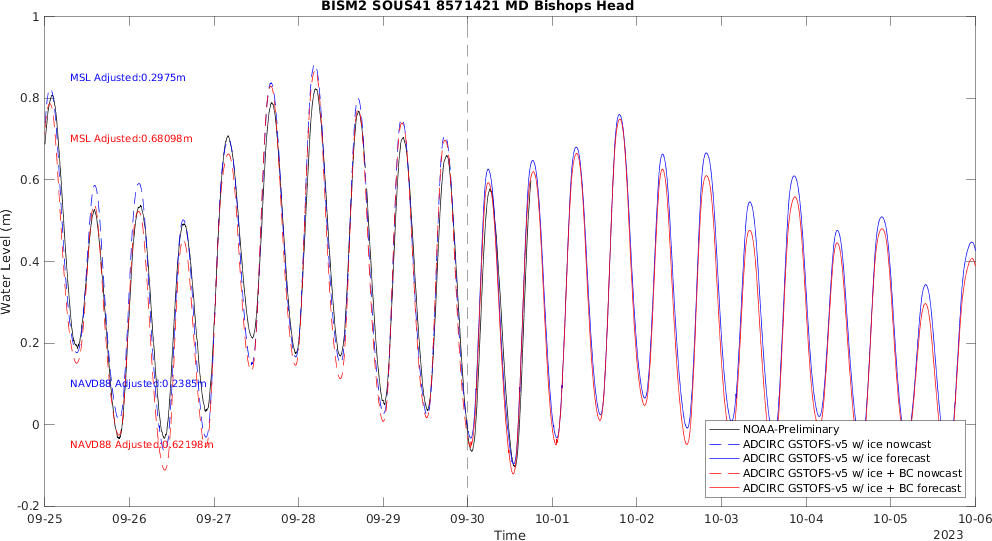 BISM2 SOUS41 8571421 MD Bishops Head
1
0.8
0.6
0.4
0.2
0
-0.2
Water Level (m)
MSL Adjusted:0.2975m
MSL Adjusted:0.68098m
NAVD88 Adjusted:0.2385m
NAVD88 Adjusted:0.62198m
NOAA-Preliminary
ADCIRC GSTOFS-v5 w/ ice nowcast
ADCIRC GSTOFS-v5 w/ ice forecast
ADCIRC GSTOFS-v5 w/ ice + BC nowcast
ADCIRC GSTOFS-v5 w/ ice + BC forecast
09-25 09-26 09-27 09-28 09-29 09-30 10-01 10-02 10-03 10-04 10-05 10-06
Time
2023